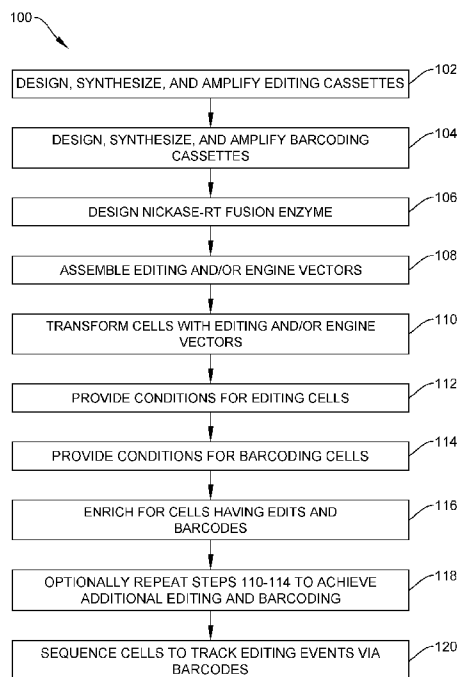 100
DESIGN, SYNTHESIZE, AND AMPLIFY EDITING CASSETTES
102
DESIGN, SYNTHESIZE, AND AMPLIFY BARCODING
CASSETTES
104
DESIGN NICKASE-RT FUSION ENZYME
106
ASSEMBLE EDITING AND/OR ENGINE VECTORS
108
TRANSFORM CELLS WITH EDITING AND/OR ENGINE
VECTORS
110
PROVIDE CONDITIONS FOR EDITING CELLS
112
PROVIDE CONDITIONS FOR BARCODING CELLS
114
ENRICH FOR CELLS HAVING EDITS AND
BARCODES
116
OPTIONALLY REPEAT STEPS 110-114 TO ACHIEVE
ADDITIONAL EDITING AND BARCODING
118
SEQUENCE CELLS TO TRACK EDITING EVENTS VIA
BARCODES
120